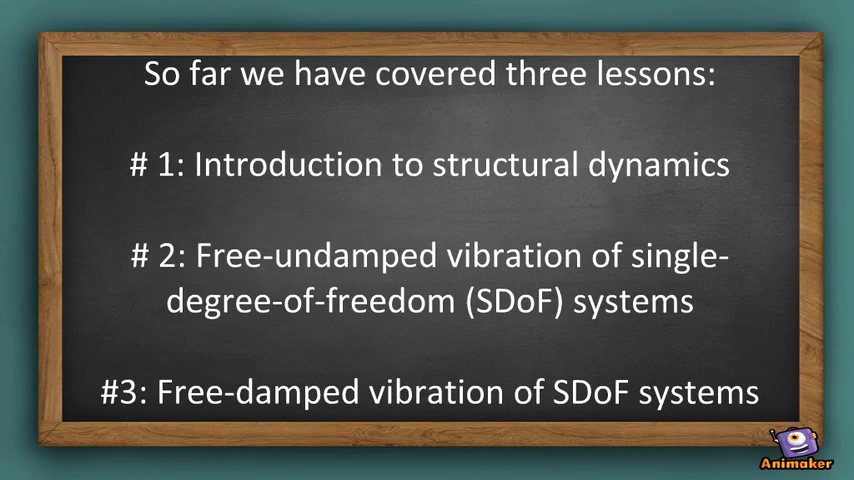 So far we have covered three lessons:
# 1: Introduction to structural dynamics
# 2: Free-undamped vibration of single-
degree-of-freedom (SDoF) systems
#3: Free-damped vibration of SDoF systems
Animaker